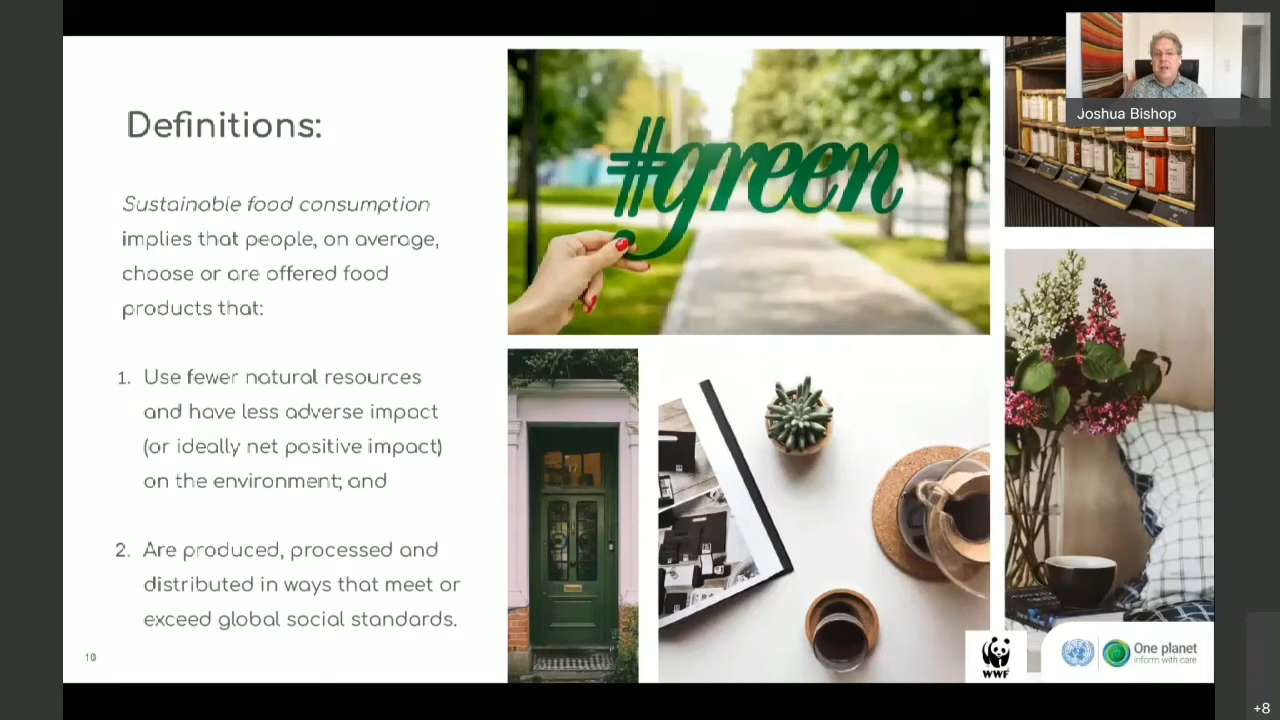 Definitions:
Sustainable food consumption
implies that people, on average,
choose or are offered food
products that:
1. Use fewer natural resources
and have less adverse impact
(or ideally net positive impact)
on the environment; and
2. Are produced, processed and
distributed in ways that meet or
exceed global social standards.
10
#green
Joshua Bishop
WWF
One planet
inform with care
+8